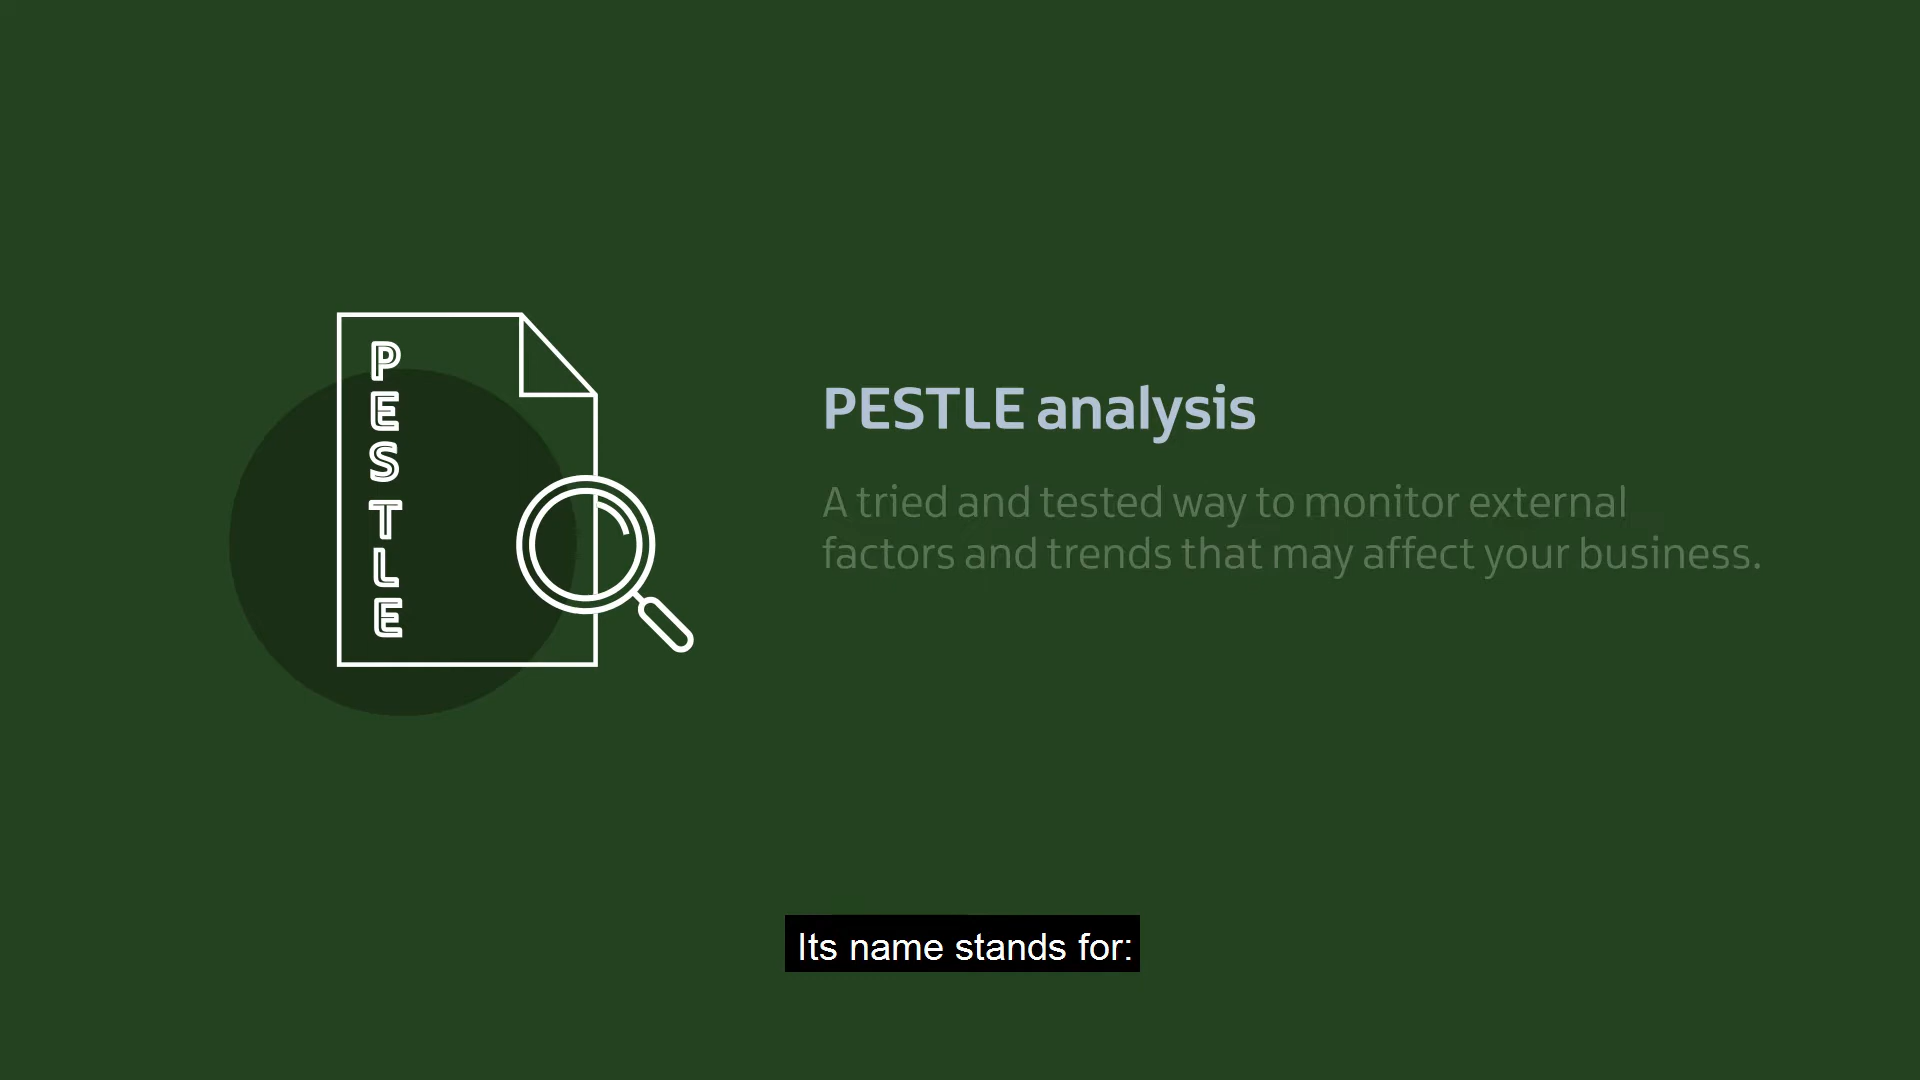 P
E
S
T
L
E
PESTLE analysis
A tried and tested way to monitor external
factors and trends that may affect your business.
Its name stands for: